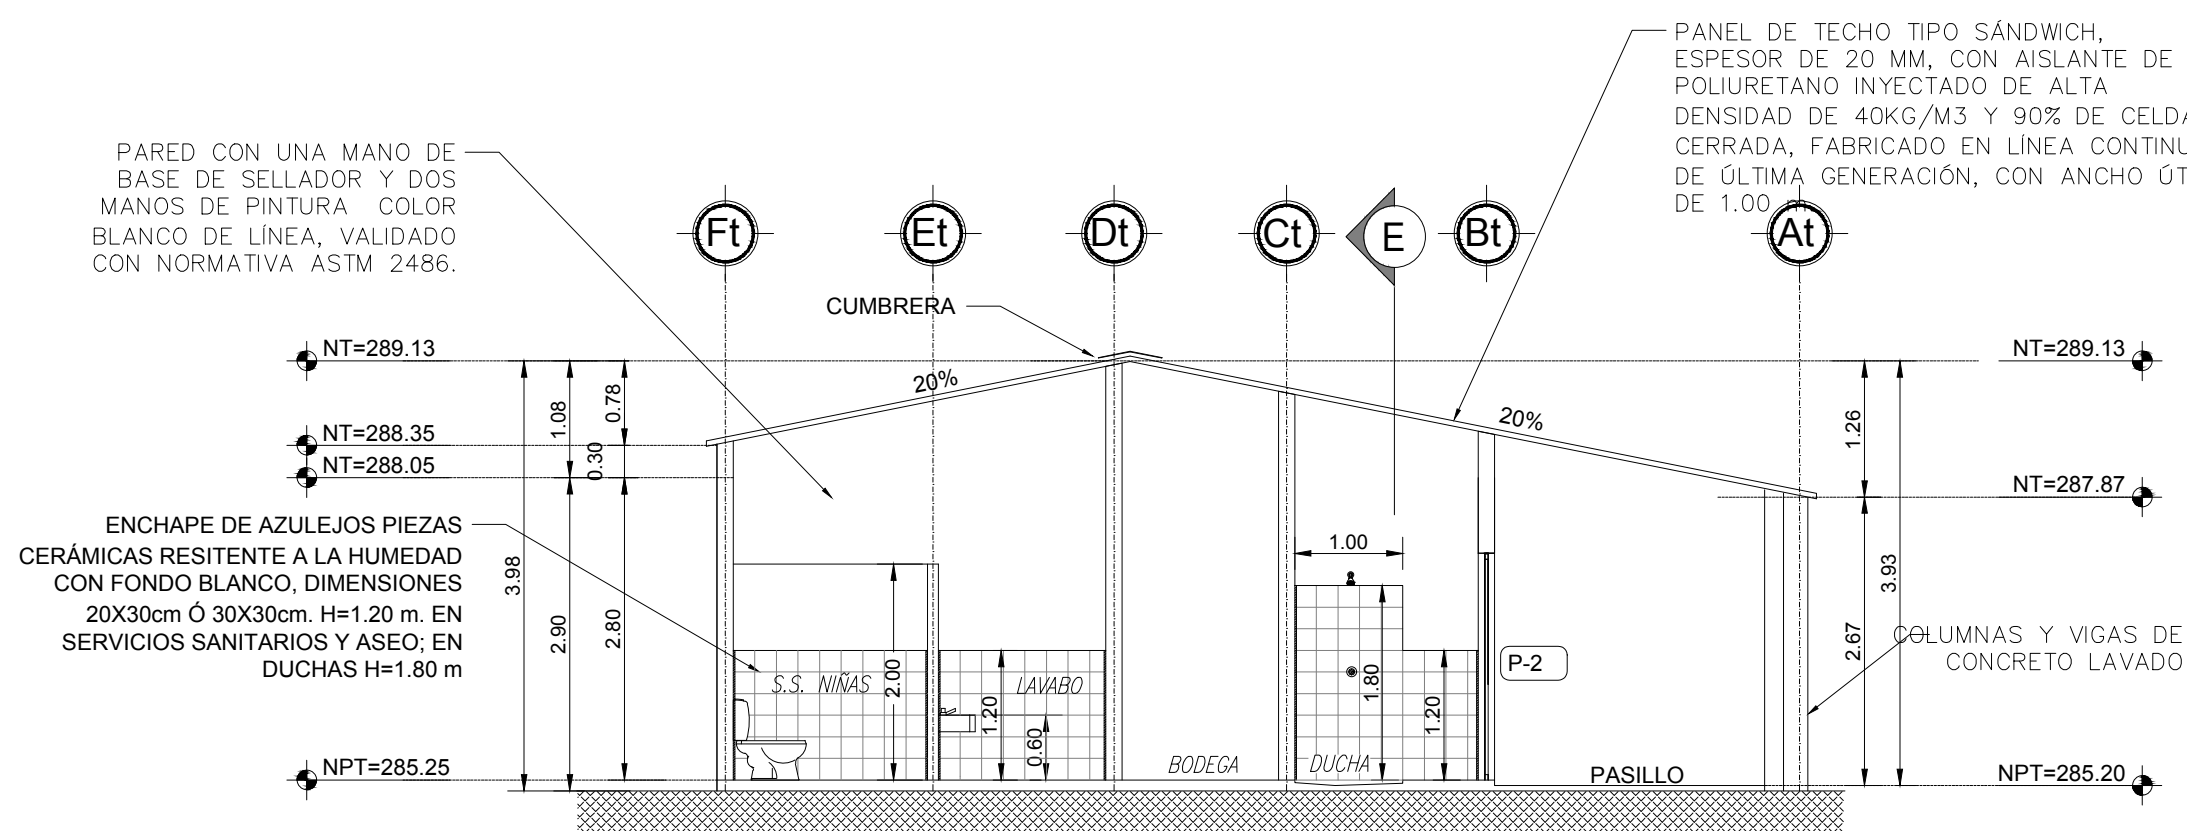 PANEL DE TECHO TIPO SÁNDWICH,
ESPESOR DE 20 MM, CON AISLANTE DE
POLIURETANO INYECTADO DE ALTA
DENSIDAD DE 40KG/M3 Y 90% DE CELDA
CERRADA, FABRICADO EN LÍNEA CONTINU
DE ÚLTIMA GENERACIÓN, CON ANCHO ÚT
DE 1.00 m
PARED CON UNA MANO DE
BASE DE SELLADOR Y DOS
MANOS DE PINTURA COLOR
BLANCO DE LÍNEA, VALIDADO
CON NORMATIVA ASTM 2486.
Ft
Et
Dt
Ct
E
Bt
At
CUMBRERA
NT=289.13
NT=289.13
20%
20%
0.78
1.08
1.26
NT=288.35
0.30
NT=288.05
NT=287.87
ENCHAPE DE AZULEJOS PIEZAS
CERÁMICAS RESITENTE A LA HUMEDAD
CON FONDO BLANCO, DIMENSIONES
20X30cm Ó 30X30cm. H=1.20 m. EN
SERVICIOS SANITARIOS Y ASEO; EN
DUCHAS H=1.80 m
3.98
2.90
2.80
1.00
3.93
2.67
COLUMNAS Y VIGAS DE
CONCRETO LAVADO
P-2
S.S. NIÑAS
2.00
LAVABO
1.20
0.60
1.80
1.20
BODEGA
DUCHA
PASILLO
NPT=285.25
NPT=285.20